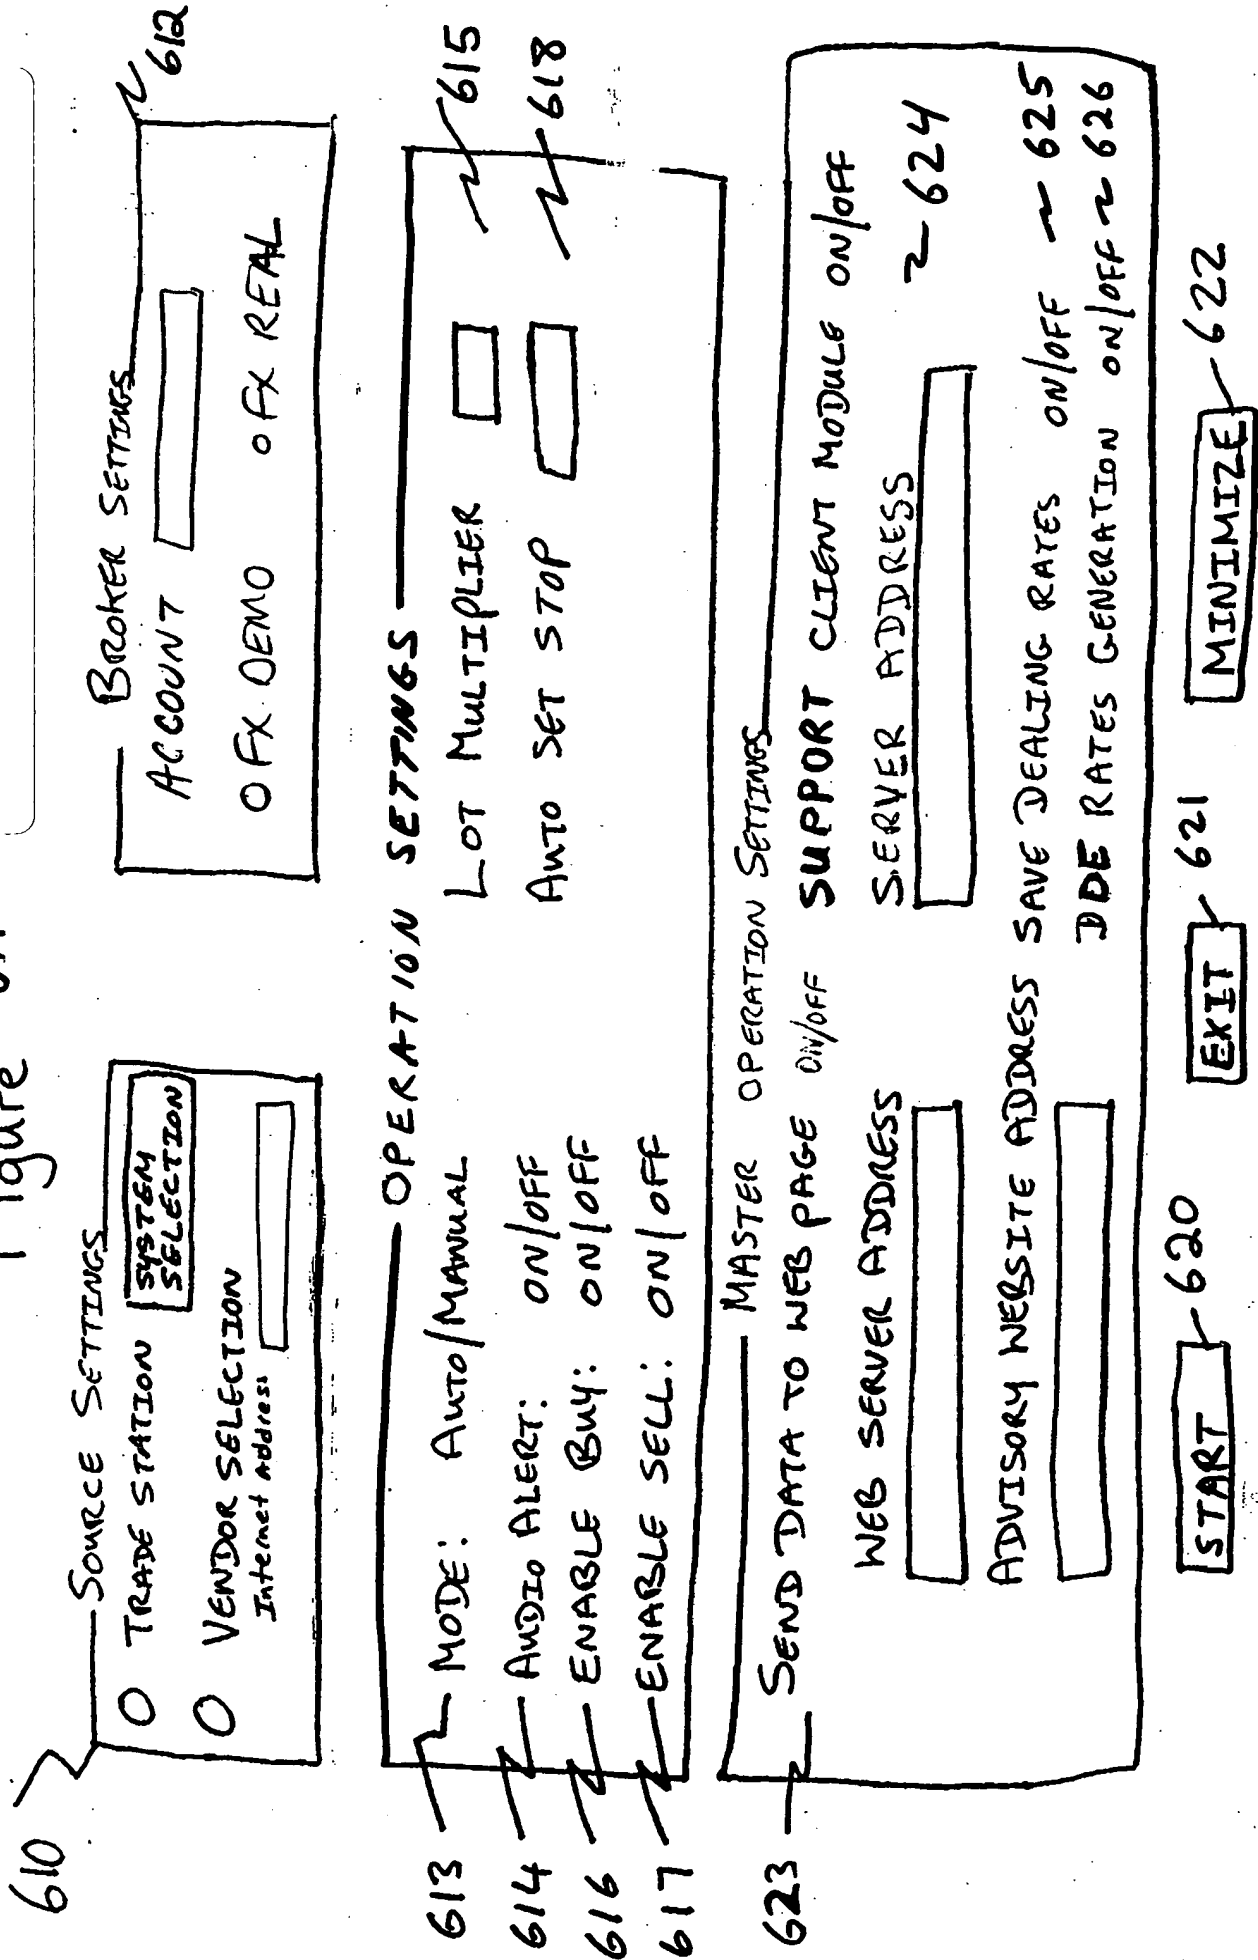 Figure
610
SOURCE SETTINGS
TRADE STATION
SYSTEM
SELECTION
VENDOR SELECTION
Internet Address
BROKER SETTINGS
612
ACCOUNT
FX DEMO FX REAL
OPERATION SETTINGS
613 MODE: AUTO/MANUAL LOT MULTIPLIER 615
614 AUDIO ALERT: ON/OFF AUTO SET STOP 618
616 ENABLE BUY: ON/OFF
617 ENABLE SELL: ON/OFF
MASTER OPERATION SETTINGS
623 SEND DATA TO WEB PAGE ON/OFF SUPPORT CLIENT MODULE ON/OFF
WEB SERVER ADDRESS SERVER ADDRESS 624
ADVISORY WEBSITE ADDRESS SAVE DEALING RATES ON/OFF 625
DDE RATES GENERATION ON/OFF 626
START 620 EXIT 621 MINIMIZE 622